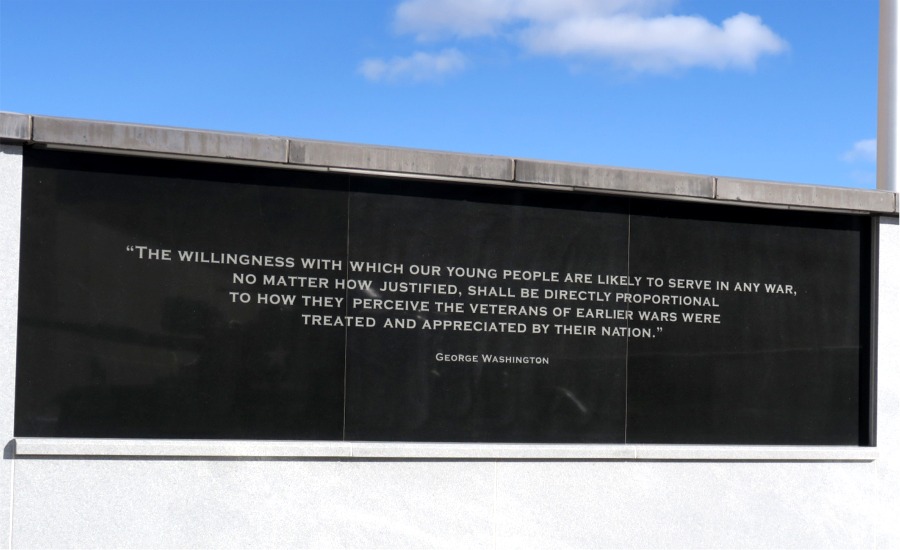 “The willingness with which our young people are likely to serve in any war,
no matter how justified, shall be directly proportional
to how they perceive the veterans of earlier wars were
treated and appreciated by their nation.”
George Washington